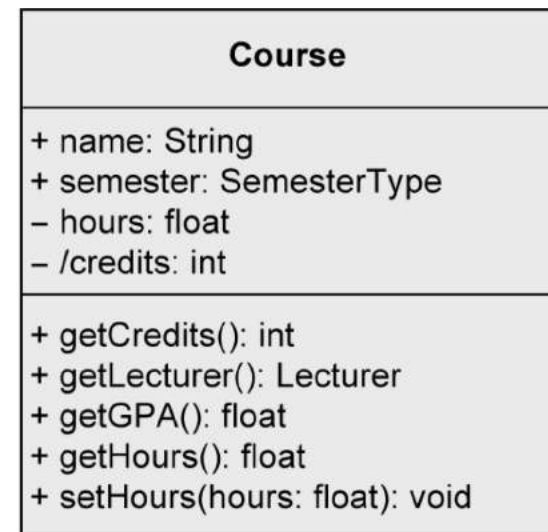 Course
+ name: String
+ semester: SemesterType
– hours: float
– /credits: int
+ getCredits(): int
+ getLecturer(): Lecturer
+ getGPA(): float
+ getHours(): float
+ setHours(hours: float): void